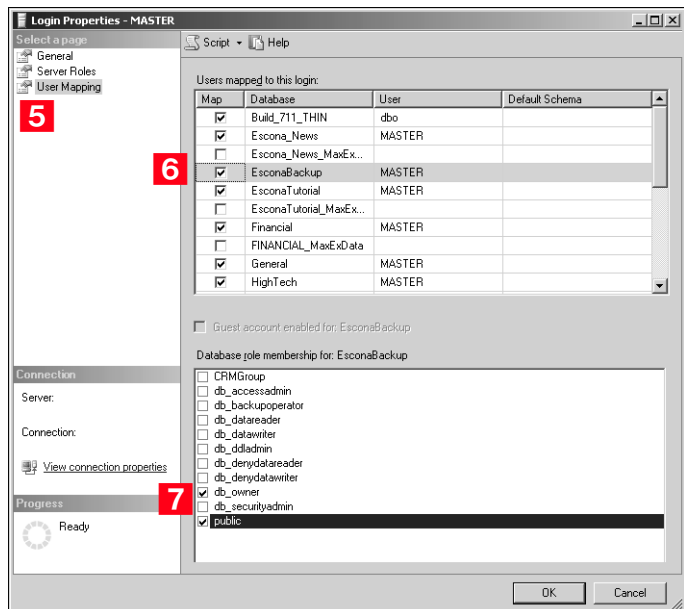 Login Properties - MASTER
Select a page
General
Server Roles
User Mapping
5
Script Help
Users mapped to this login:
Map Database User Default Schema
Build_711_THIN dbo
Escona_News MASTER
Escona_News_MaxEx...
6
EsconaBackup MASTER
EsconaTutorial MASTER
EsconaTutorial_MaxEx...
Financial MASTER
FINANCIAL_MaxExData
General MASTER
HighTech MASTER
Guest account enabled for: EsconaBackup
Database role membership for: EsconaBackup
CRMGroup
db_accessadmin
db_backupoperator
db_datareader
db_datawriter
db_ddladmin
db_denydatareader
db_denydatawriter
7
db_owner
db_securityadmin
public
Connection
Server:
Connection:
View connection properties
Progress
Ready
OK Cancel